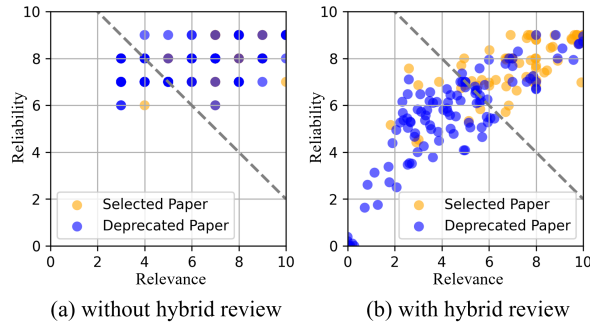 10
8
6
4
2
0
Reliability
Selected Paper
Deprecated Paper
0 2 4 6 8 10
Relevance
(a) without hybrid review
10
8
6
4
2
0
Reliability
Selected Paper
Deprecated Paper
0 2 4 6 8 10
Relevance
(b) with hybrid review